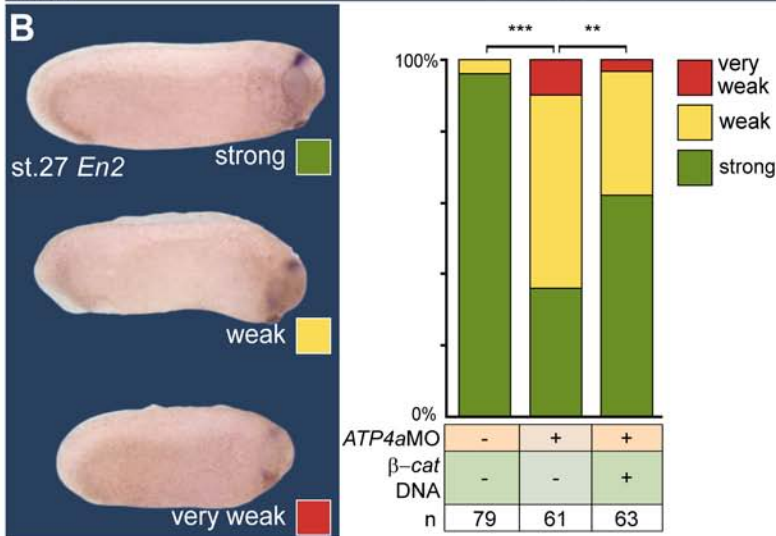 B
st.27 En2
strong
weak
very weak
*** **
100%
0%
very weak
weak
strong
ATP4aMO - + +
β-cat DNA - - +
n 79 61 63